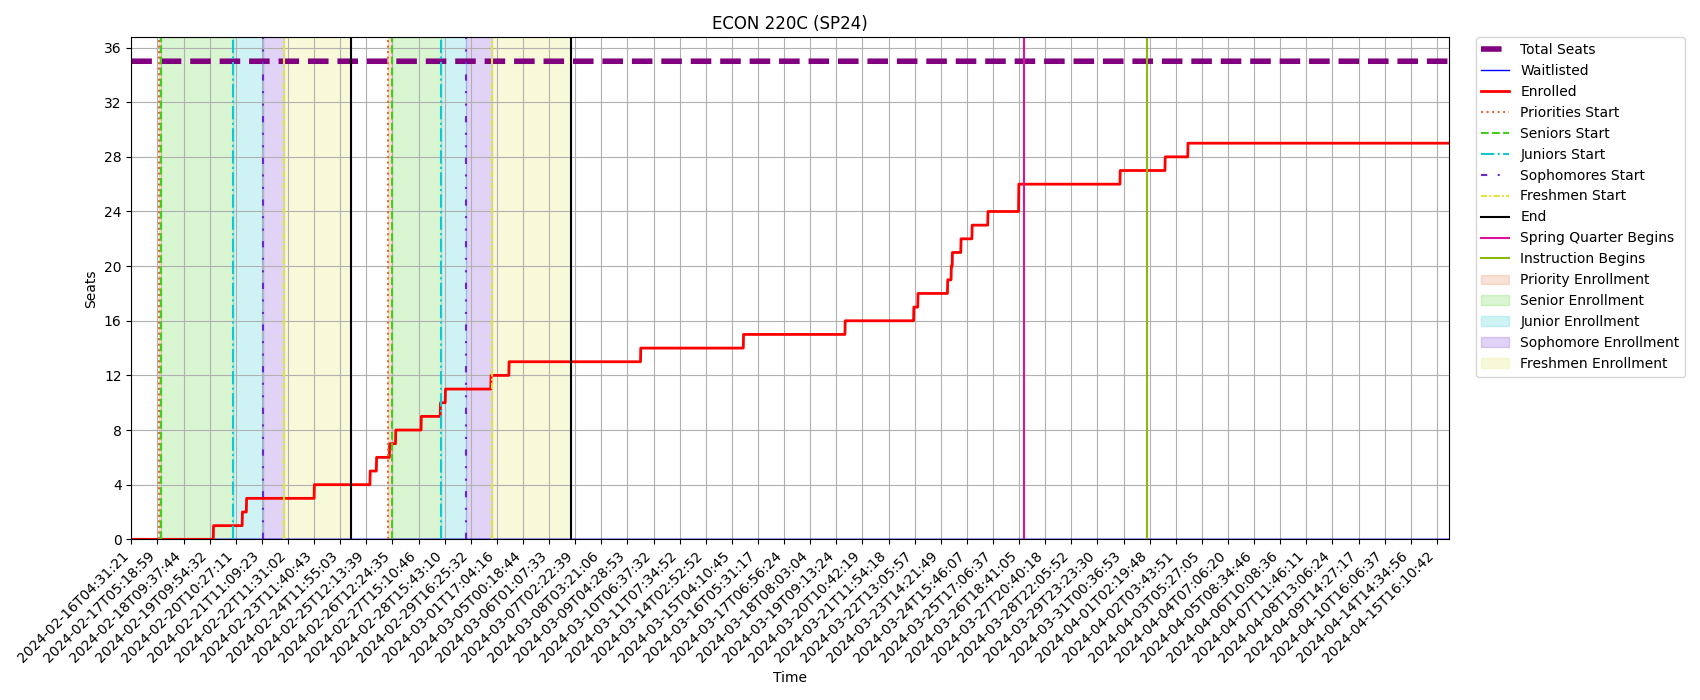 ECON 220C (SP24)
Seats
36
32
28
24
20
16
12
8
4
0
2024-02-16T04:31:21
2024-02-17T05:18:59
2024-02-18T09:37:44
2024-02-19T09:54:32
2024-02-20T10:27:11
2024-02-21T11:09:23
2024-02-22T11:31:02
2024-02-23T11:40:43
2024-02-24T11:55:03
2024-02-25T12:13:39
2024-02-26T12:24:35
2024-02-27T15:10:46
2024-02-28T15:43:10
2024-02-29T16:25:32
2024-03-01T17:04:16
2024-03-05T00:18:44
2024-03-06T01:07:33
2024-03-07T02:22:39
2024-03-08T03:21:06
2024-03-09T04:28:53
2024-03-10T06:37:32
2024-03-11T07:34:52
2024-03-14T02:52:52
2024-03-15T04:10:45
2024-03-16T05:31:17
2024-03-17T06:56:24
2024-03-18T08:03:04
2024-03-19T09:13:24
2024-03-20T10:42:19
2024-03-21T11:54:18
2024-03-22T13:05:57
2024-03-23T14:21:49
2024-03-24T15:46:07
2024-03-25T17:06:37
2024-03-26T18:41:05
2024-03-27T20:40:18
2024-03-28T22:05:52
2024-03-29T23:23:30
2024-03-31T00:36:53
2024-04-01T02:19:48
2024-04-02T03:43:51
2024-04-03T05:27:05
2024-04-04T07:06:20
2024-04-05T08:34:46
2024-04-06T10:08:36
2024-04-07T11:46:11
2024-04-08T13:06:24
2024-04-09T14:27:17
2024-04-10T16:06:37
2024-04-14T14:34:56
2024-04-15T16:10:42
Time
Total Seats
Waitlisted
Enrolled
Priorities Start
Seniors Start
Juniors Start
Sophomores Start
Freshmen Start
End
Spring Quarter Begins
Instruction Begins
Priority Enrollment
Senior Enrollment
Junior Enrollment
Sophomore Enrollment
Freshmen Enrollment